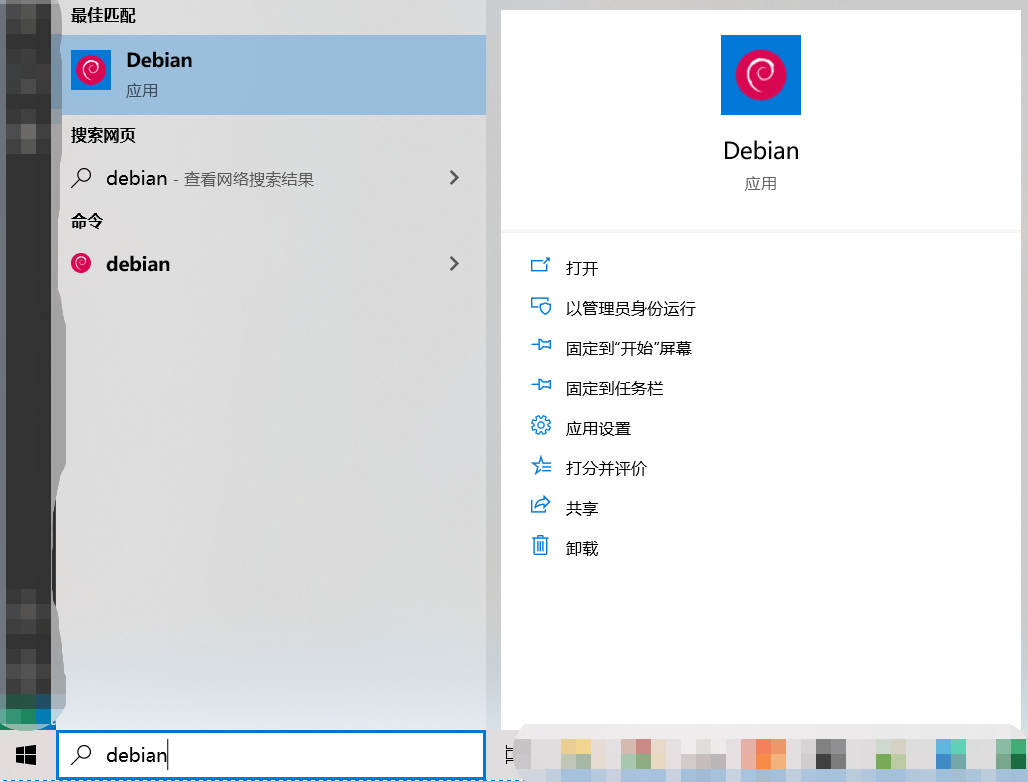 最佳匹配
Debian
应用
搜索网页
debian - 查看网络搜索结果
命令
debian
Debian
应用
打开
以管理员身份运行
固定到“开始”屏幕
固定到任务栏
应用设置
打分并评价
共享
卸载
debian